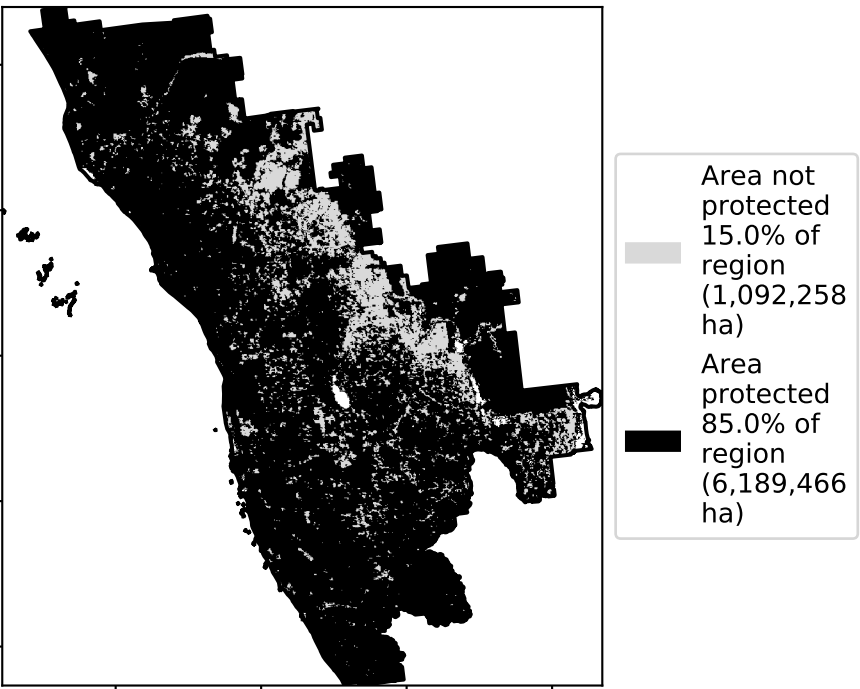 Area not
protected
15.0% of
region
(1,092,258
ha)
Area
protected
85.0% of
region
(6,189,466
ha)